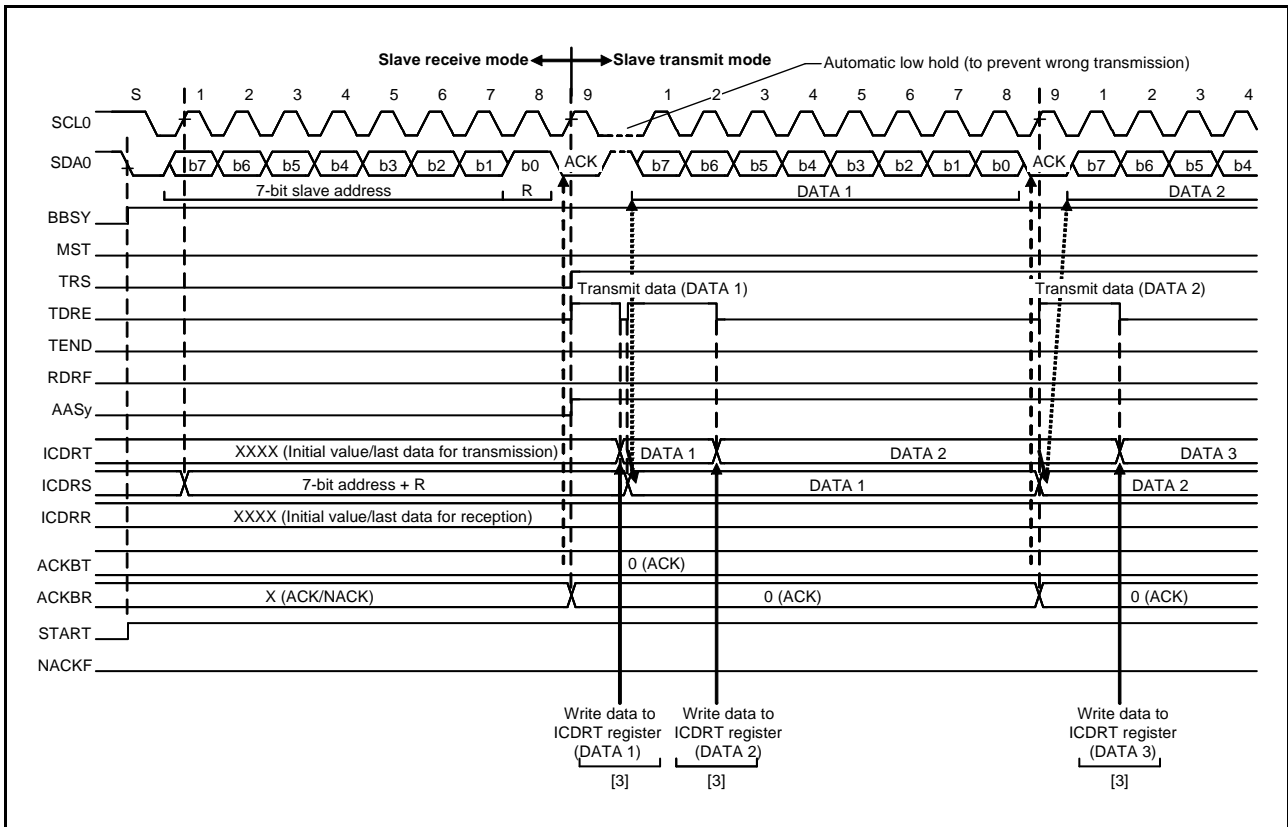 Slave receive mode Slave transmit mode
Automatic low hold (to prevent wrong transmission)
S 1 2 3 4 5 6 7 8 9 1 2 3 4 5 6 7 8 9 1 2 3 4
SCL0
SDA0 b7 b6 b5 b4 b3 b2 b1 b0 ACK b7 b6 b5 b4 b3 b2 b1 b0 ACK b7 b6 b5 b4
7-bit slave address R DATA 1 DATA 2
BBSY
MST
TRS
Transmit data (DATA 1) Transmit data (DATA 2)
TDRE
TEND
RDRF
AASy
ICDRT XXXX (Initial value/last data for transmission) DATA 1 DATA 2 DATA 3
ICDRS 7-bit address + R DATA 1 DATA 2
ICDRR XXXX (Initial value/last data for reception)
ACKBT 0 (ACK)
ACKBR X (ACK/NACK) 0 (ACK) 0 (ACK)
START
NACKF
Write data to
ICDRT register
(DATA 1)
[3]
Write data to
ICDRT register
(DATA 2)
[3]
Write data to
ICDRT register
(DATA 3)
[3]